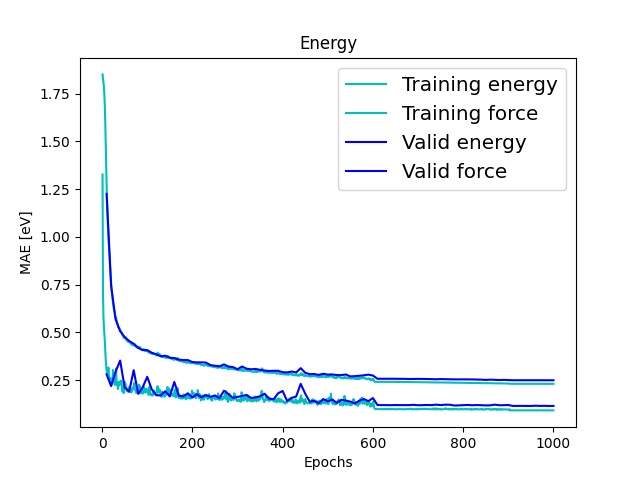 Energy
Training energy
Training force
Valid energy
Valid force
MAE [eV]
1.75
1.50
1.25
1.00
0.75
0.50
0.25
0
200
400
600
800
1000
Epochs